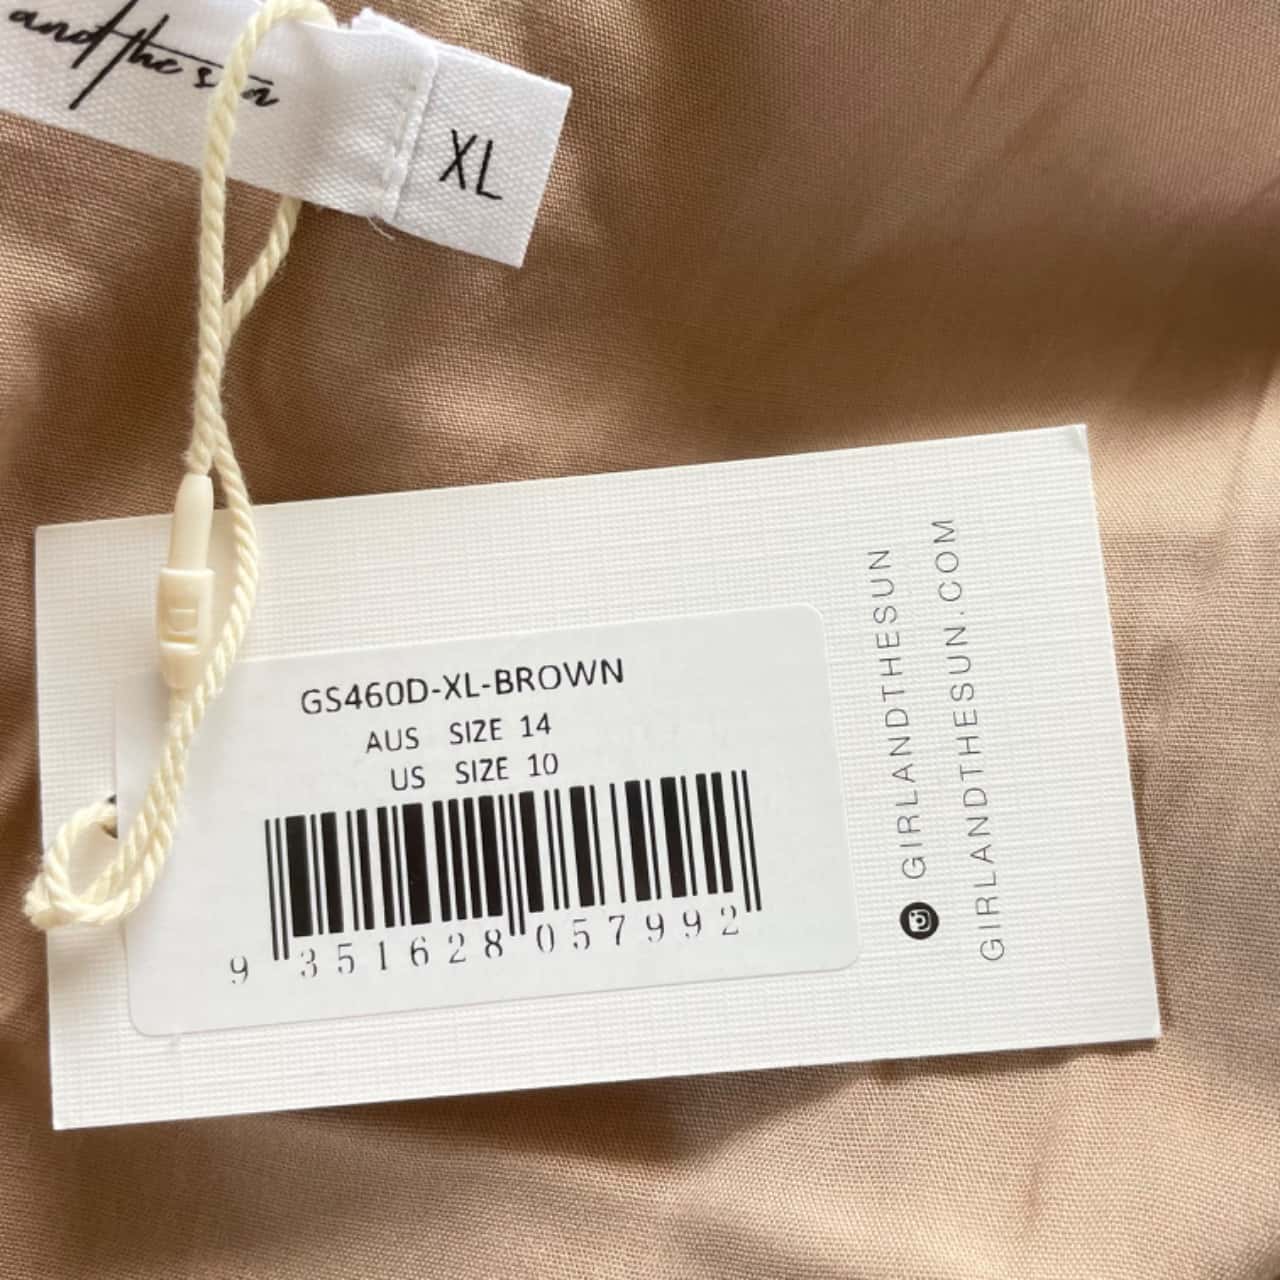 and the sun
XL
GS460D-XL-BROWN
AUS SIZE 14
US SIZE 10
9 351628 057992
GIRLANDTHESUN
GIRLANDTHESUN.COM